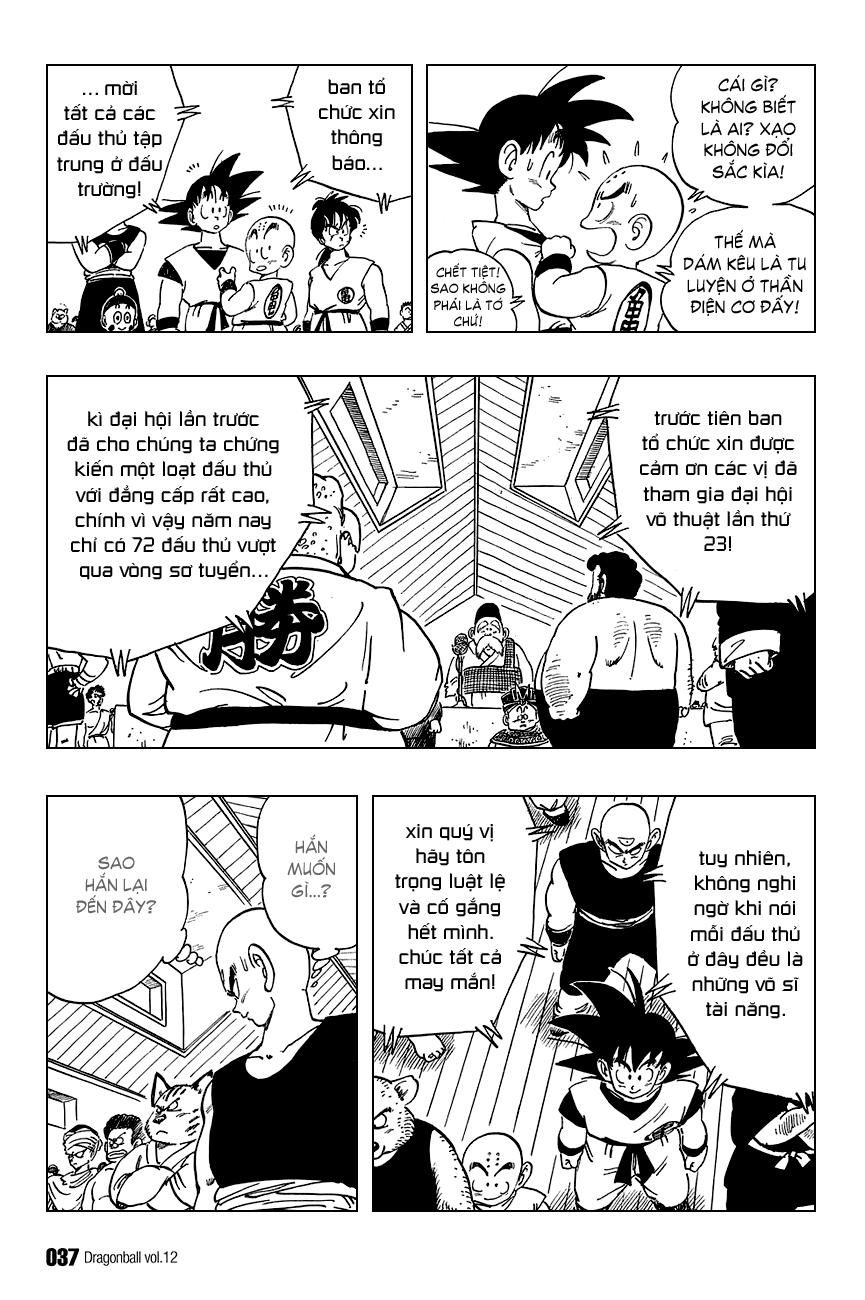 CÁI GÌ?
KHÔNG BIẾT
LÀ AI? XẠO
KHÔNG ĐỔI
SẮC KÌA!
THẾ MÀ
DÁM KÊU LÀ TU
LUYỆN Ở THẦN
ĐIỆN CƠ ĐẤY!
CHẾT TIỆT!
SAO KHÔNG
PHẢI LÀ TỚ
CHỨ!
ban tổ
chức xin
thông
báo...
... mời
tất cả các
đấu thủ tập
trung ở đấu
trường!
trước tiên ban
tổ chức xin được
cảm ơn các vị đã
tham gia đại hội
võ thuật lần thứ
23!
kì đại hội lần trước
đã cho chúng ta chứng
kiến một loạt đấu thủ
với đẳng cấp rất cao,
chính vì vậy năm nay
chỉ có 72 đấu thủ vượt
qua vòng sơ tuyển...
勝
tuy nhiên,
không nghi
ngờ khi nói
mỗi đấu thủ
ở đây đều là
những võ sĩ
tài năng.
xin quý vị
hãy tôn
trọng luật lệ
và cố gắng
hết mình.
chúc tất cả
may mắn!
HẮN
MUỐN
GÌ...?
SAO
HẮN LẠI
ĐẾN ĐÂY?
037 Dragonball vol.12